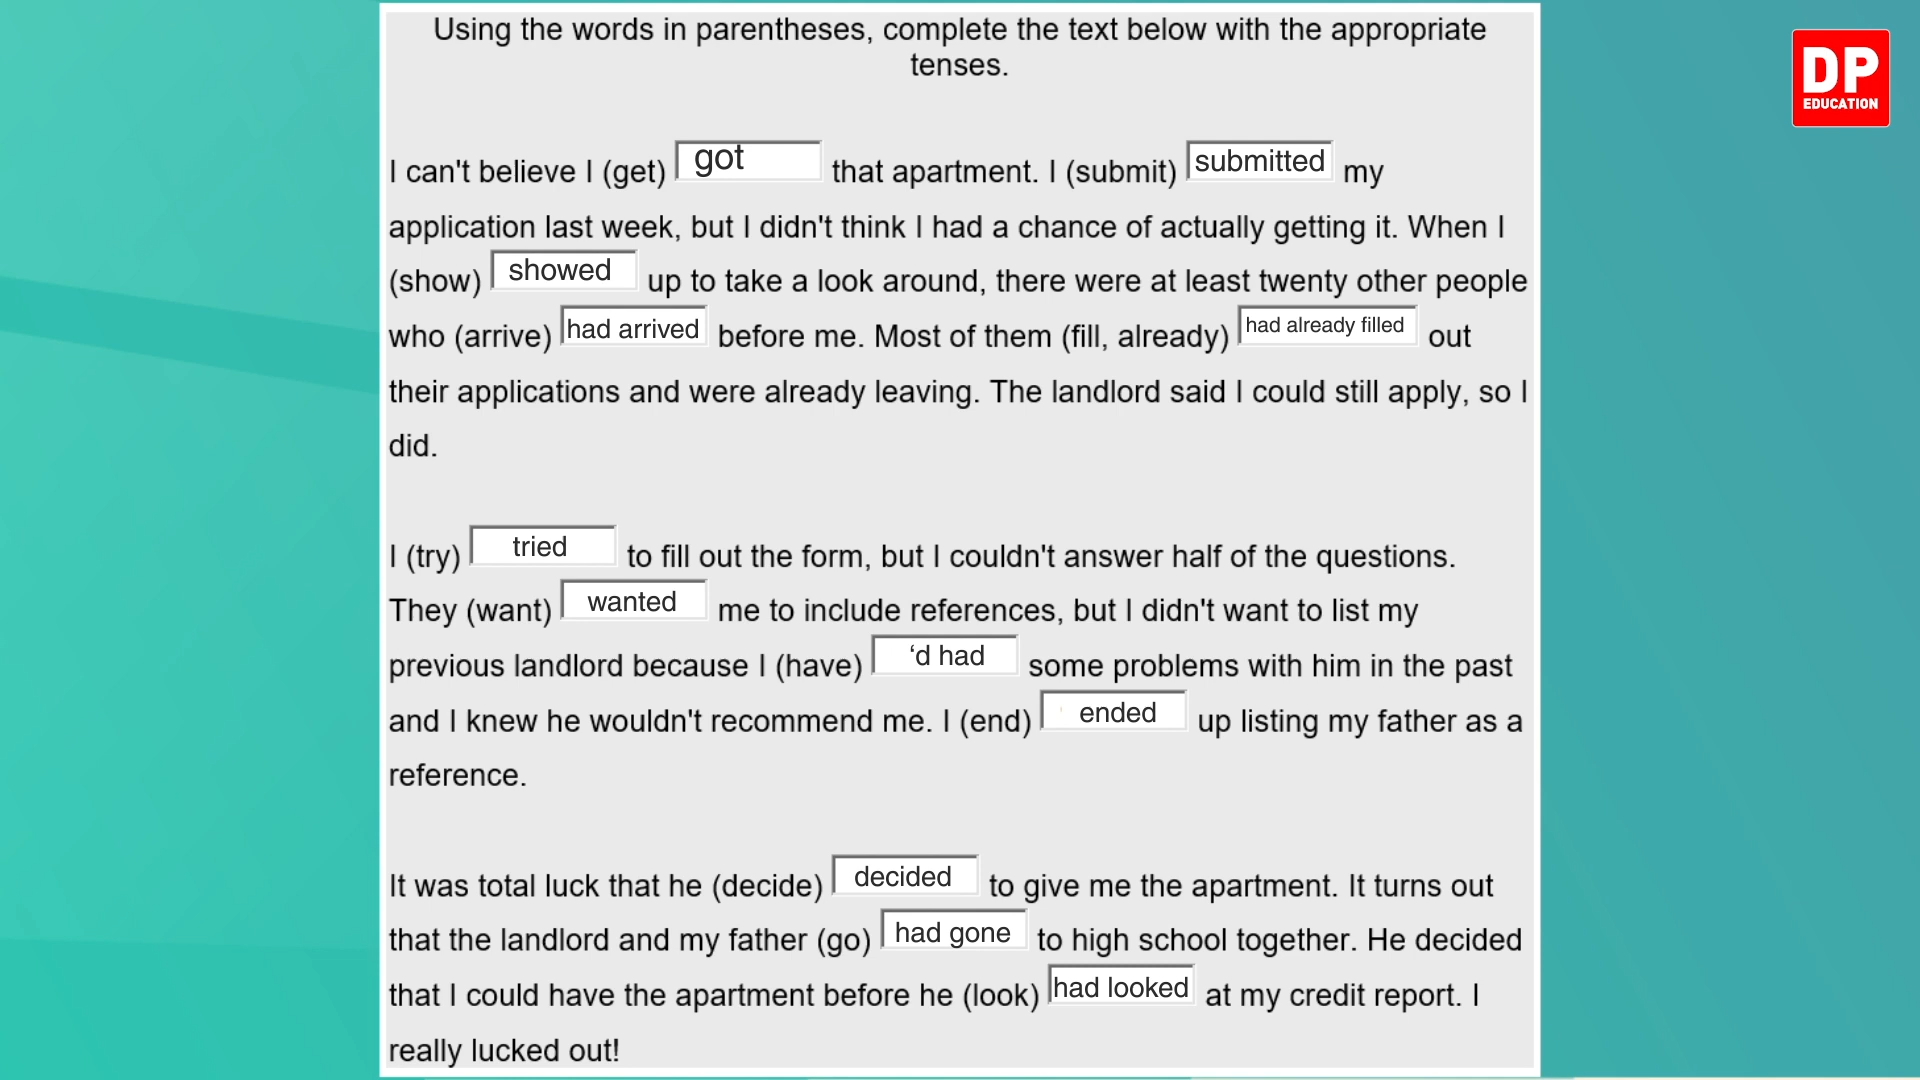 Using the words in parentheses, complete the text below with the appropriate
tenses.
DP
EDUCATION
I can't believe I (get) got that apartment. I (submit) submitted my
application last week, but I didn't think I had a chance of actually getting it. When I
(show) showed up to take a look around, there were at least twenty other people
who (arrive) had arrived before me. Most of them (fill, already) had already filled out
their applications and were already leaving. The landlord said I could still apply, so I
did.
I (try) tried to fill out the form, but I couldn't answer half of the questions.
They (want) wanted me to include references, but I didn't want to list my
previous landlord because I (have) ‘d had some problems with him in the past
and I knew he wouldn't recommend me. I (end) ended up listing my father as a
reference.
It was total luck that he (decide) decided to give me the apartment. It turns out
that the landlord and my father (go) had gone to high school together. He decided
that I could have the apartment before he (look) had looked at my credit report. I
really lucked out!